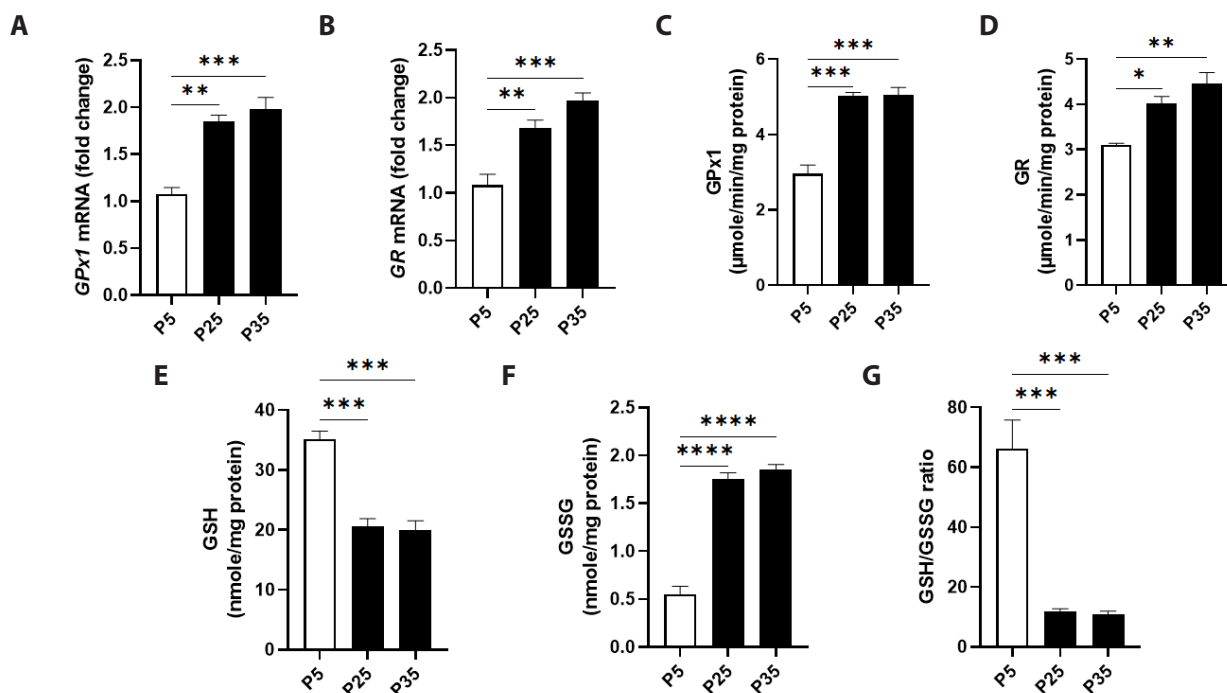 A
GPx1 mRNA (fold change)
2.5
2.0
1.5
1.0
0.5
0.0
***
**
P5
P25
P35
B
GR mRNA (fold change)
2.5
2.0
1.5
1.0
0.5
0.0
***
**
P5
P25
P35
C
GPx1
(μmole/min/mg protein)
6
4
2
0
***
***
P5
P25
P35
D
GR
(μmole/min/mg protein)
5
4
3
2
1
0
**
*
P5
P25
P35
E
GSH
(nmole/mg protein)
40
30
20
10
0
***
***
P5
P25
P35
F
GSSG
(nmole/mg protein)
2.5
2.0
1.5
1.0
0.5
0.0
****
****
P5
P25
P35
G
GSH/GSSG ratio
80
60
40
20
0
***
***
P5
P25
P35